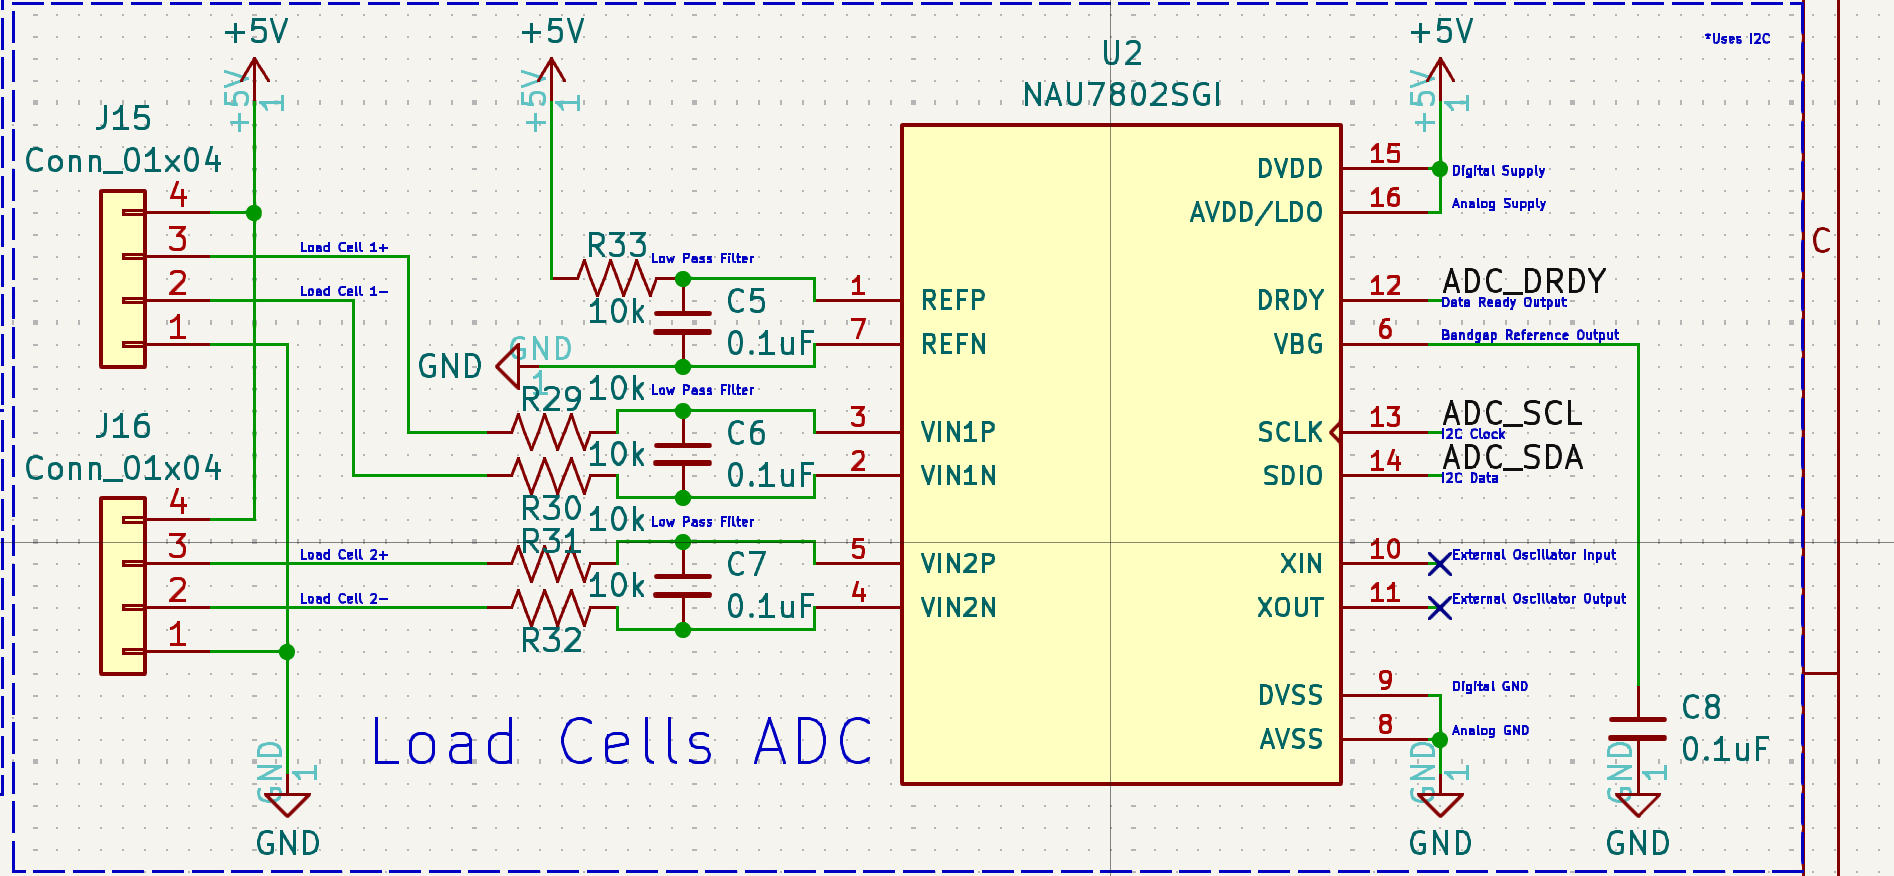 +5V
+5V
+5V
*Uses I2C
+5V
1
+5V
1
+5V
1
U2
NAU7802SGI
J15
Conn_01x04
4
3
2
1
Load Cell 1+
Load Cell 1-
R33
10k
Low Pass Filter
C5
0.1uF
GND
GND
1
R29
10k
Low Pass Filter
C6
0.1uF
10k
R30
10k
Low Pass Filter
R31
C7
0.1uF
10k
R32
J16
Conn_01x04
4
3
2
1
Load Cell 2+
Load Cell 2-
GND
1
GND
Load Cells ADC
1
REFP
7
REFN
3
VIN1P
2
VIN1N
5
VIN2P
4
VIN2N
DVDD
15
Digital Supply
AVDD/LDO
16
Analog Supply
DRDY
12
ADC_DRDY
Data Ready Output
VBG
6
Bandgap Reference Output
SCLK
13
ADC_SCL
I2C Clock
SDIO
14
ADC_SDA
I2C Data
XIN
10
External Oscillator Input
XOUT
11
External Oscillator Output
DVSS
9
Digital GND
AVSS
8
Analog GND
GND
1
GND
C8
0.1uF
GND
1
GND
C